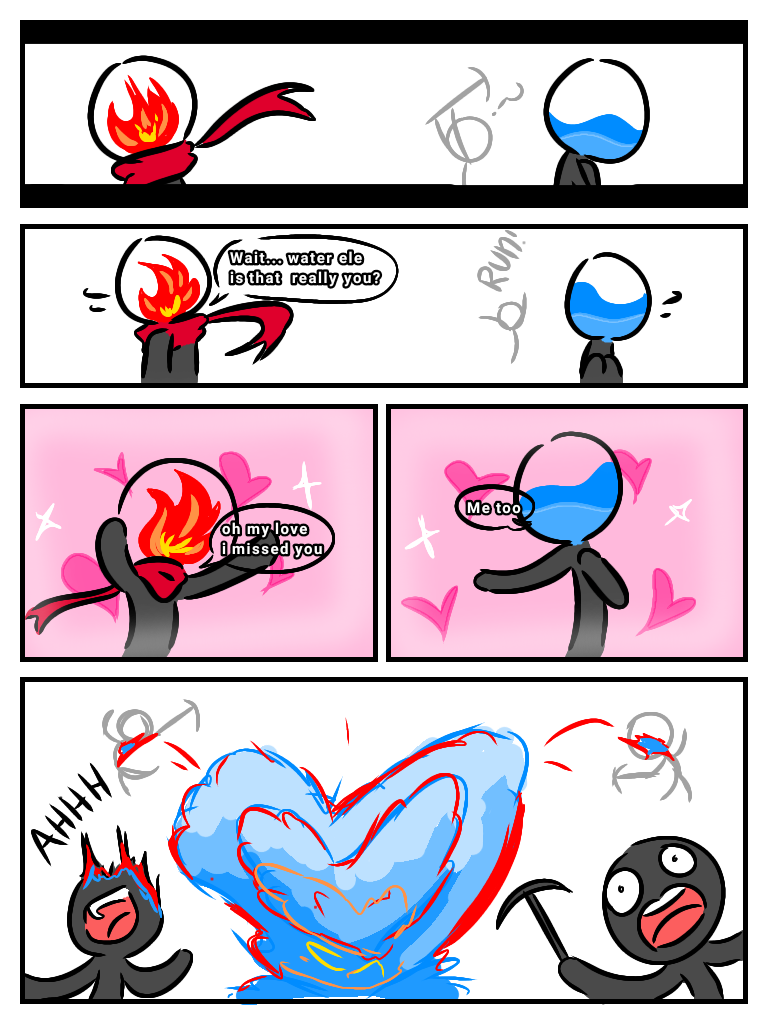 ?
Wait... water ele
is that really you?
Run!
oh my love
i missed you
Me too
AHHH